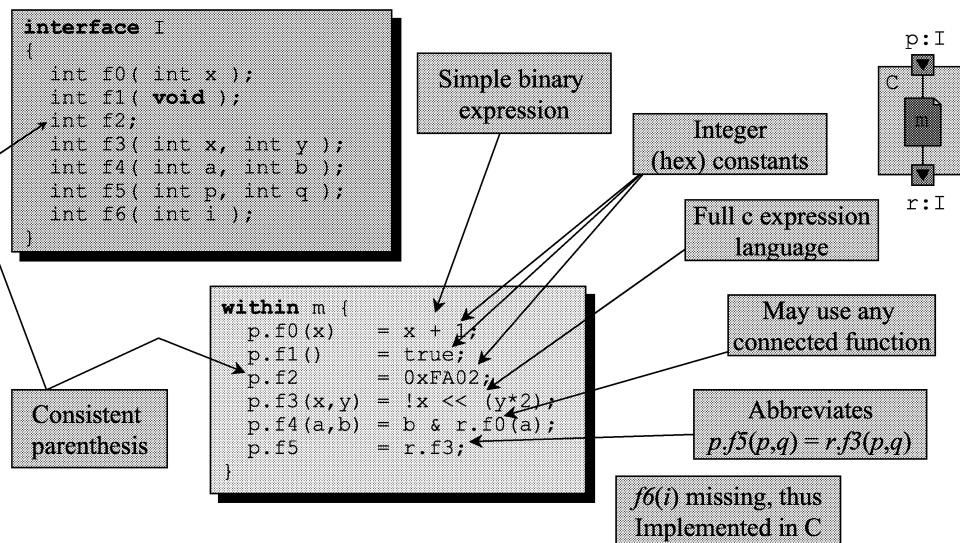 interface I
{
int f0( int x );
int f1( void );
int f2;
int f3( int x, int y );
int f4( int a, int b );
int f5( int p, int q );
int f6( int i );
}
Simple binary
expression
Integer
(hex) constants
p:I
C
m
r:I
Full c expression
language
within m {
p.f0(x) = x + 1;
p.f1() = true;
p.f2 = 0xFA02;
p.f3(x,y) = !x << (y*2);
p.f4(a,b) = b & r.f0(a);
p.f5 = r.f3;
}
May use any
connected function
Consistent
parenthesis
Abbreviates
p.f5(p,q) = r.f3(p,q)
f6(i) missing, thus
Implemented in C